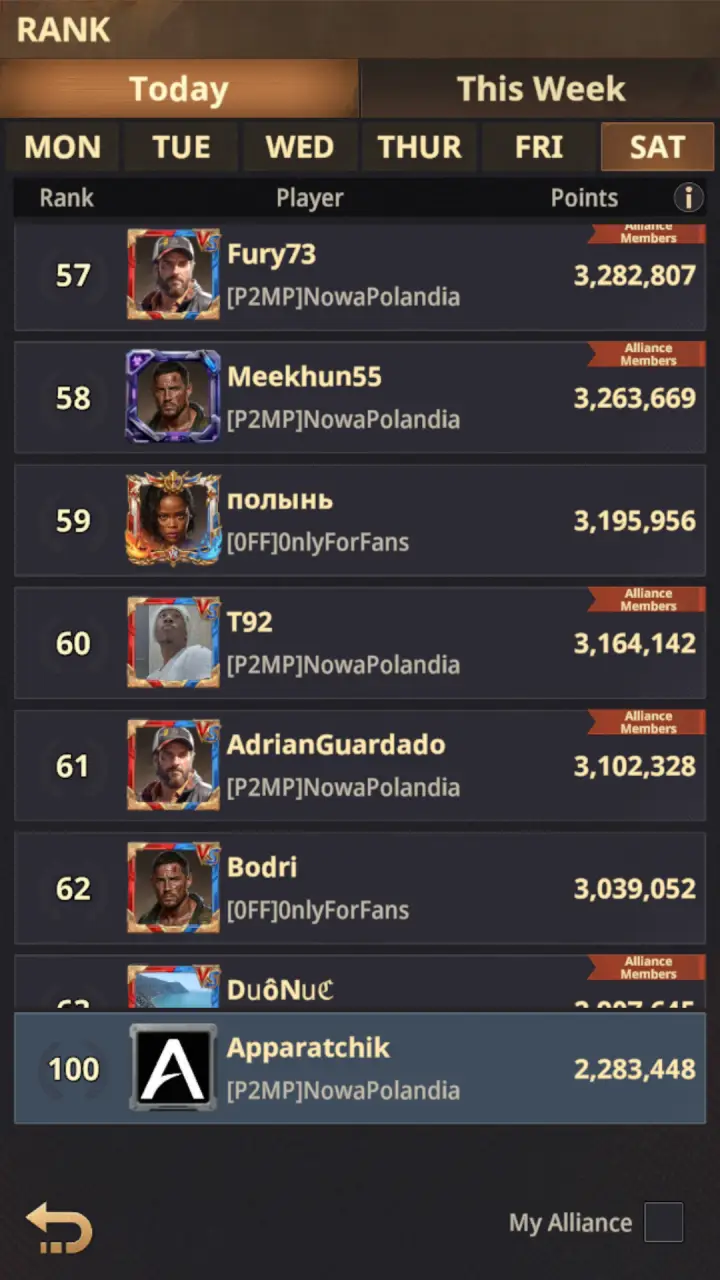 RANK
Today
This Week
MON TUE WED THUR FRI SAT
Rank Player Points i
Alliance
Members
57 Fury73 3,282,807
[P2MP]NowaPolandia
Alliance
Members
58 Meekhun55 3,263,669
[P2MP]NowaPolandia
59 полынь 3,195,956
[0FF]0nlyForFans
Alliance
Members
60 T92 3,164,142
[P2MP]NowaPolandia
Alliance
Members
61 AdrianGuardado 3,102,328
[P2MP]NowaPolandia
62 Bodri 3,039,052
[0FF]0nlyForFans
Alliance
Members
DuôNuℭ
100 Apparatchik 2,283,448
[P2MP]NowaPolandia
My Alliance